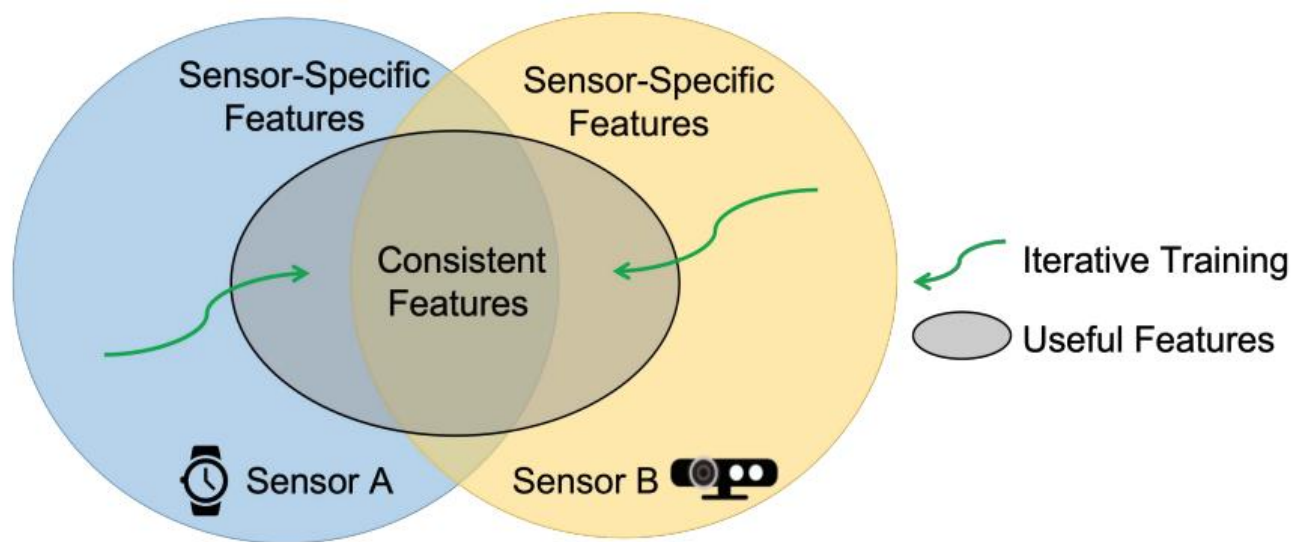 Sensor-Specific
Features
Sensor-Specific
Features
Consistent
Features
Iterative Training
Useful Features
Sensor A
Sensor B